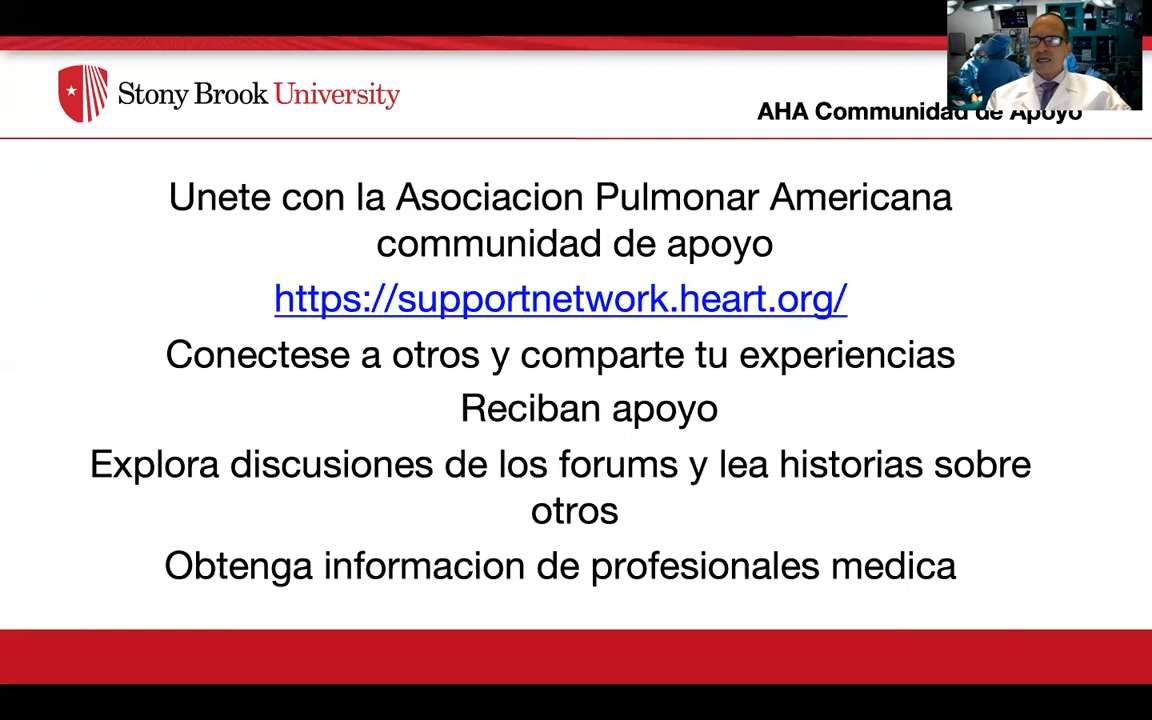 Stony Brook University
AHA Communidad de Apoyo
Unete con la Asociacion Pulmonar Americana
communidad de apoyo
https://supportnetwork.heart.org/
Conectese a otros y comparte tu experiencias
Reciban apoyo
Explora discusiones de los forums y lea historias sobre
otros
Obtenga informacion de profesionales medica